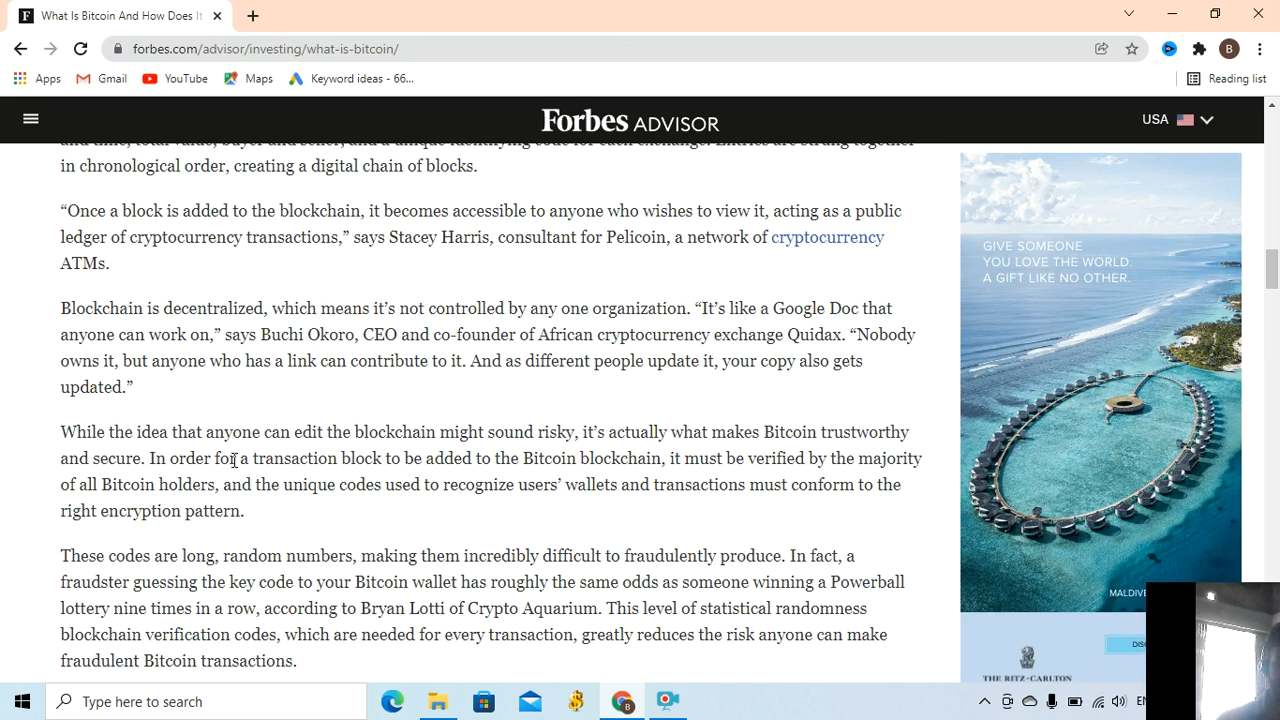 What Is Bitcoin And How Does It
forbes.com/advisor/investing/what-is-bitcoin/
Apps
Gmail
YouTube
Maps
Keyword ideas - 66...
Reading list
Forbes ADVISOR
USA
in chronological order, creating a digital chain of blocks.
“Once a block is added to the blockchain, it becomes accessible to anyone who wishes to view it, acting as a public
ledger of cryptocurrency transactions,” says Stacey Harris, consultant for Pelicoin, a network of cryptocurrency
ATMs.
Blockchain is decentralized, which means it’s not controlled by any one organization. “It’s like a Google Doc that
anyone can work on,” says Buchi Okoro, CEO and co-founder of African cryptocurrency exchange Quidax. “Nobody
owns it, but anyone who has a link can contribute to it. And as different people update it, your copy also gets
updated.”
While the idea that anyone can edit the blockchain might sound risky, it’s actually what makes Bitcoin trustworthy
and secure. In order for a transaction block to be added to the Bitcoin blockchain, it must be verified by the majority
of all Bitcoin holders, and the unique codes used to recognize users’ wallets and transactions must conform to the
right encryption pattern.
These codes are long, random numbers, making them incredibly difficult to fraudulently produce. In fact, a
fraudster guessing the key code to your Bitcoin wallet has roughly the same odds as someone winning a Powerball
lottery nine times in a row, according to Bryan Lotti of Crypto Aquarium. This level of statistical randomness
blockchain verification codes, which are needed for every transaction, greatly reduces the risk anyone can make
fraudulent Bitcoin transactions.
GIVE SOMEONE
YOU LOVE THE WORLD.
A GIFT LIKE NO OTHER.
THE RITZ-CARLTON
Type here to search